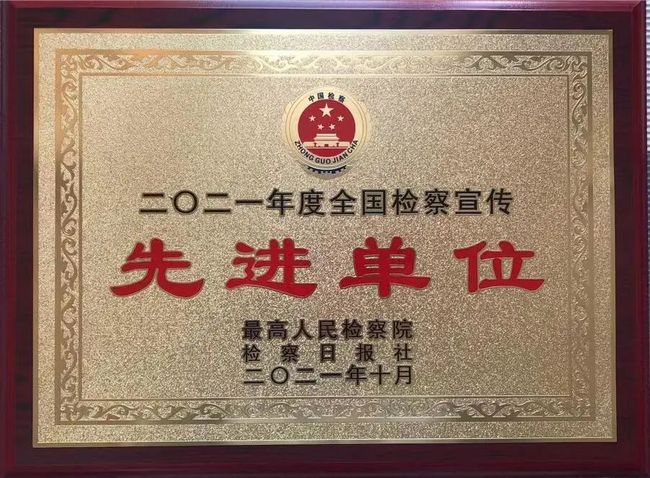 中国检察
ZHONG GUO JIAN CHA
二〇二一年度全国检察宣传
先进单位
最高人民检察院
检察日报社
二〇二一年十月